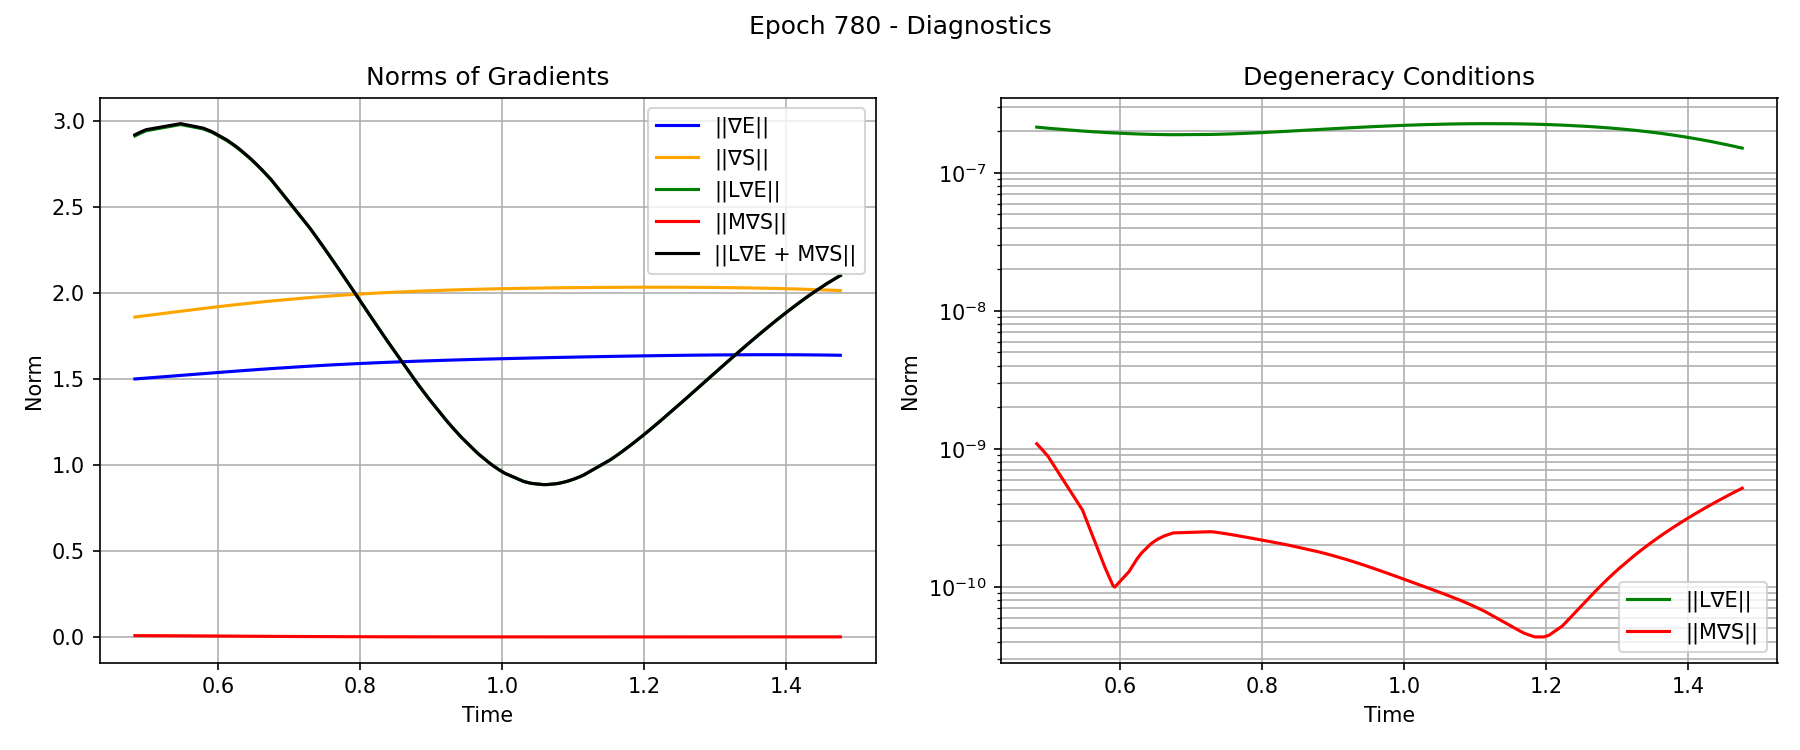 Epoch 780 - Diagnostics
Norms of Gradients
||∇E||
||∇S||
||L∇E||
||M∇S||
||L∇E + M∇S||
3.0
2.5
2.0
1.5
1.0
0.5
0.0
Norm
0.6
0.8
1.0
1.2
1.4
Time
Degeneracy Conditions
10⁻⁷
10⁻⁸
10⁻⁹
10⁻¹⁰
Norm
||L∇E||
||M∇S||
0.6
0.8
1.0
1.2
1.4
Time